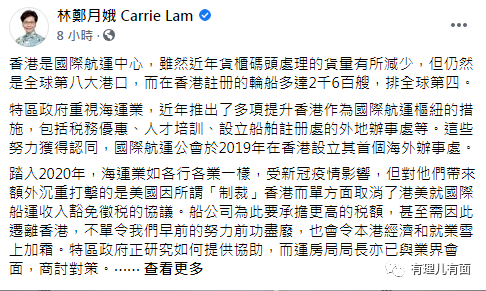 林鄭月娥 Carrie Lam
8 小時 ·
香港是國際航運中心，雖然近年貨櫃碼頭處理的貨量有所減少，但仍然
是全球第八大港口，而在香港註冊的輪船多達2千6百艘，排全球第四。
特區政府重視海運業，近年推出了多項提升香港作為國際航運樞紐的措
施，包括税務優惠、人才培訓、設立船舶註冊處的外地辦事處等。這些
努力獲得認同，國際航運公會於2019年在香港設立其首個海外辦事處。
踏入2020年，海運業如各行各業一樣，受新冠疫情影響，但對他們帶來
額外沉重打擊的是美國因所謂「制裁」香港而單方面取消了港美就國際
船運收入豁免徵税的協議。船公司為此要承擔更高的税額，甚至需因此
遷離香港，不單令我們早前的努力前功盡廢，也會令本港經濟和就業雪
上加霜。特區政府正研究如何提供協助，而運房局局長亦已與業界會
面，商討對策。⋯⋯ 查看更多
有理儿有面